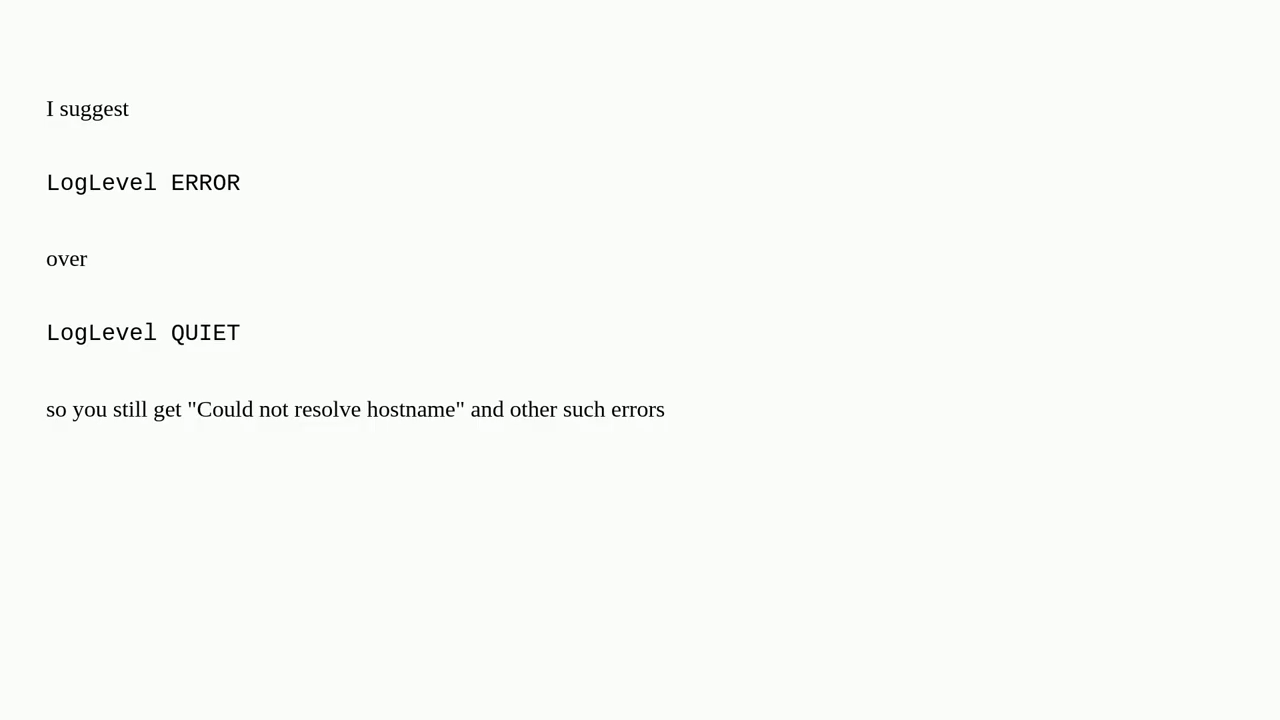 I suggest
LogLevel ERROR
over
LogLevel QUIET
so you still get "Could not resolve hostname" and other such errors